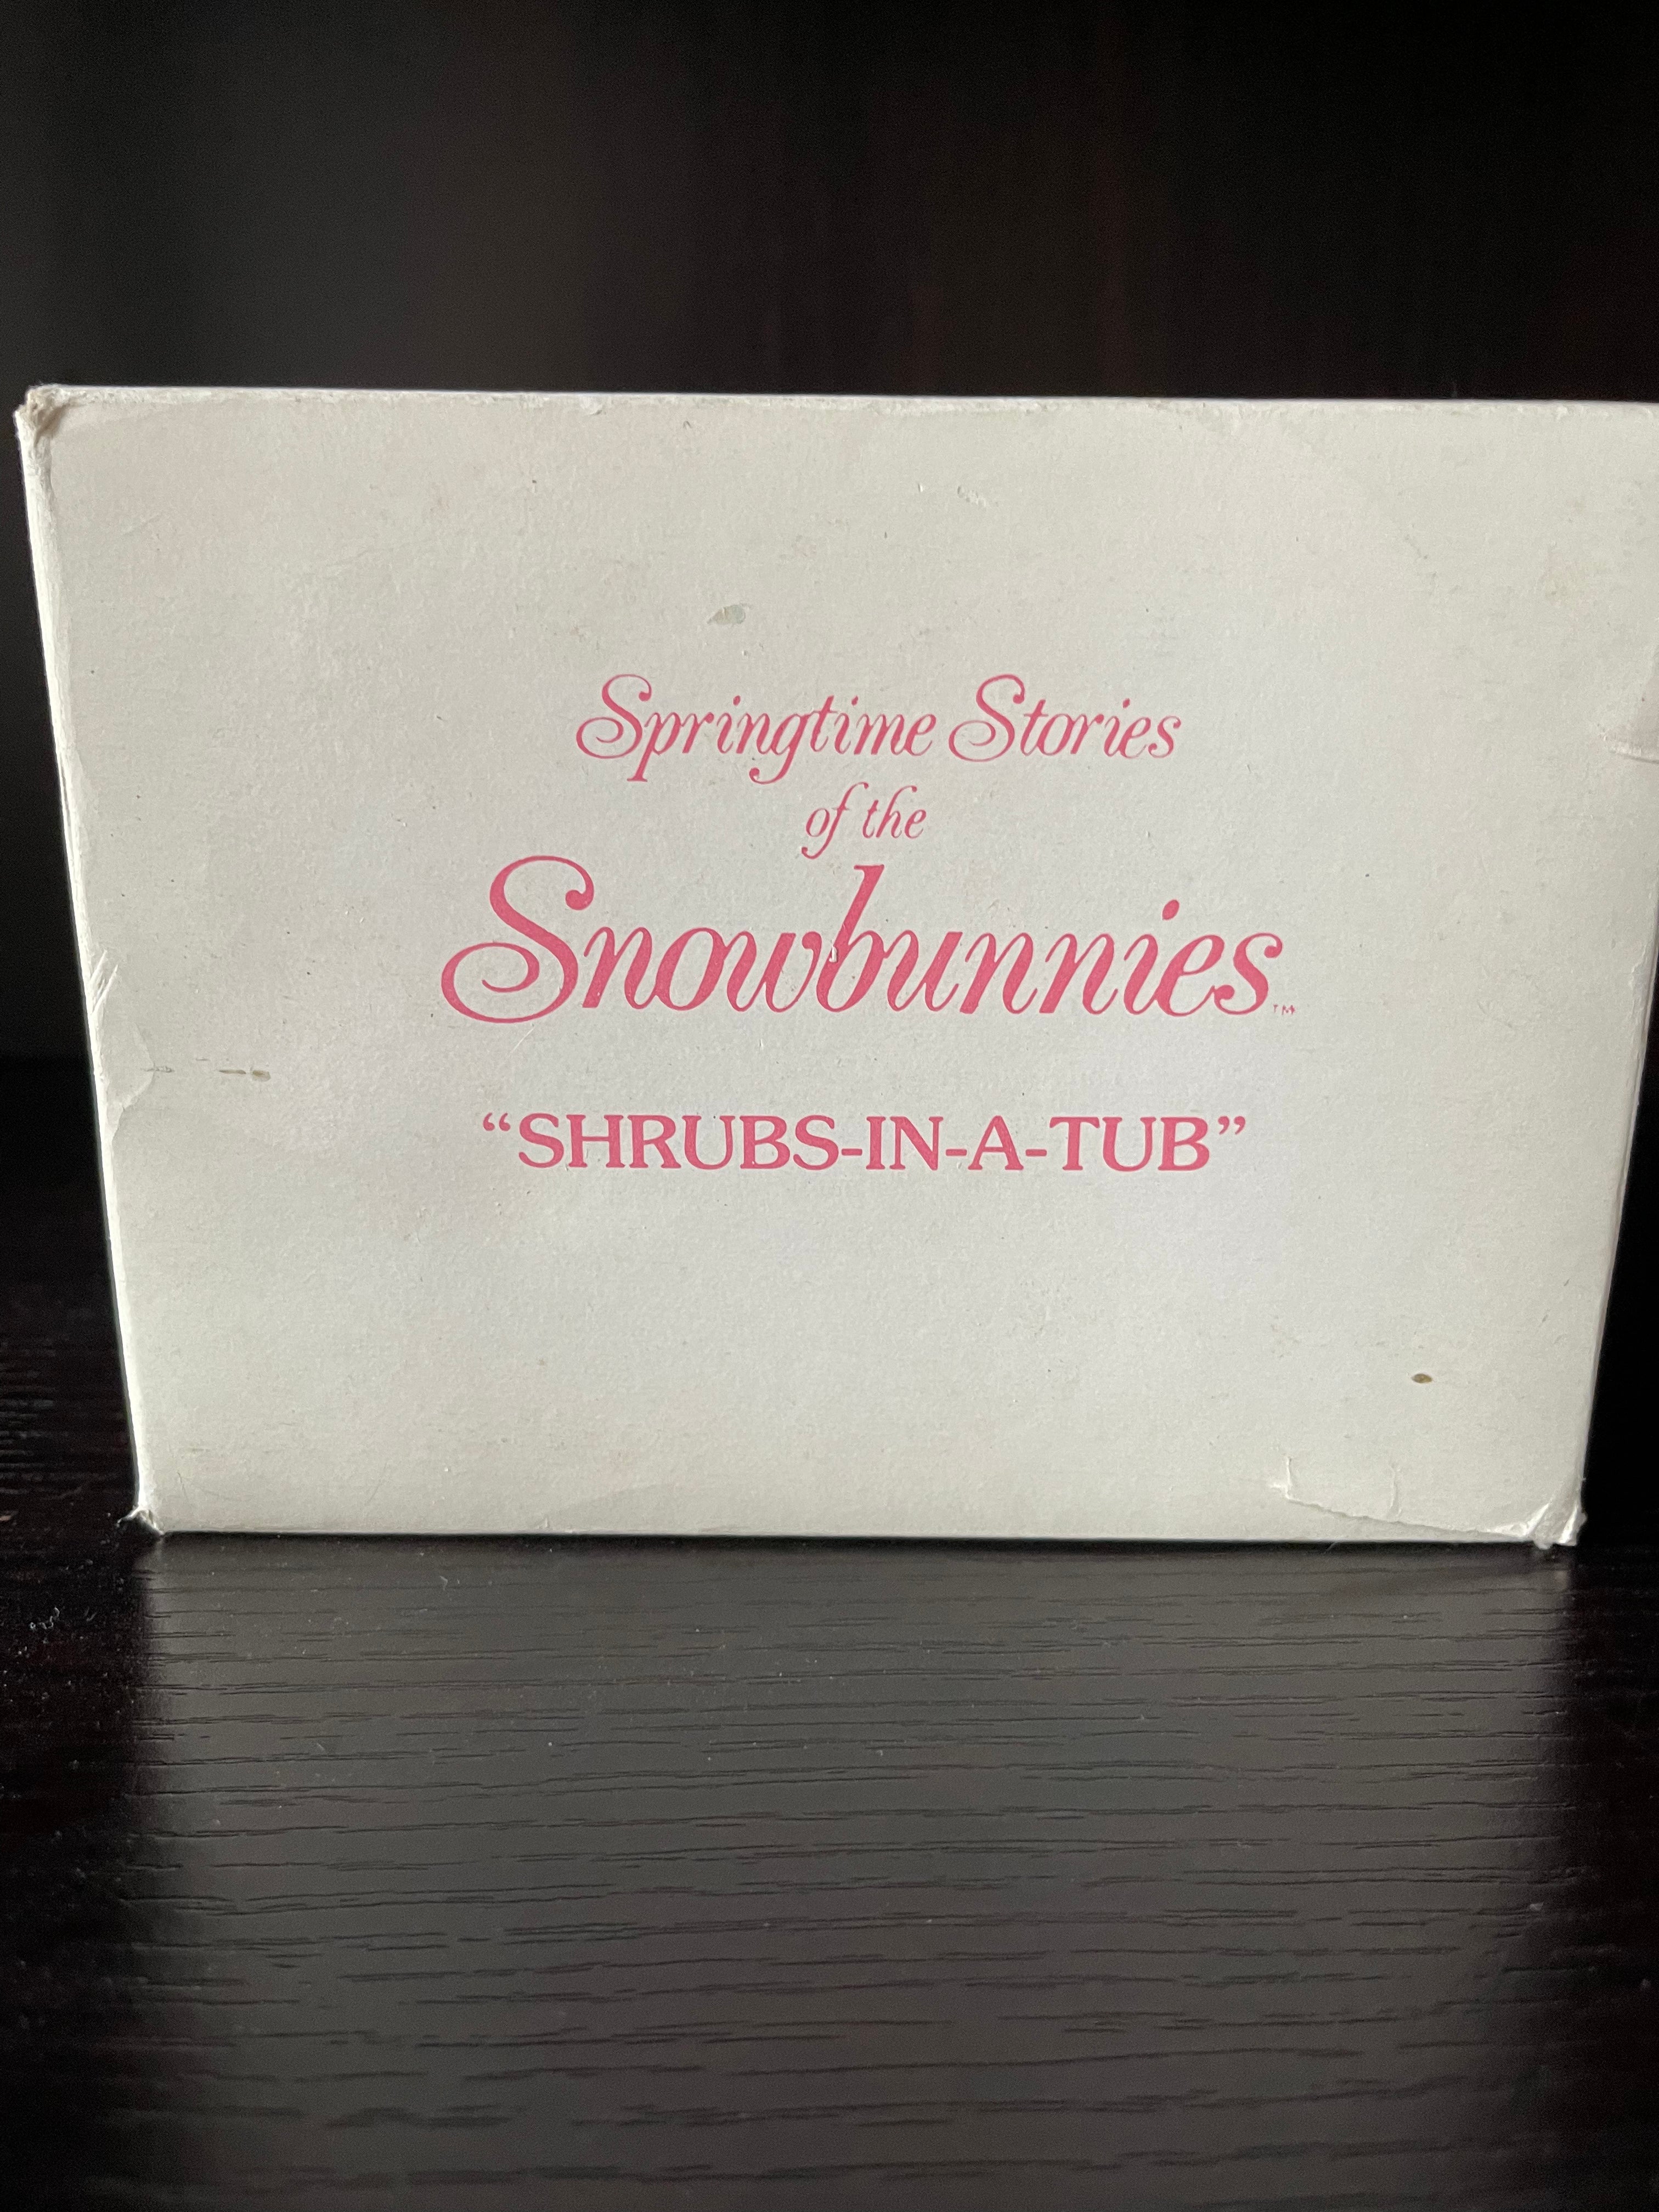 Springtime Stories
of the
Snowbunnies™
“SHRUBS-IN-A-TUB”